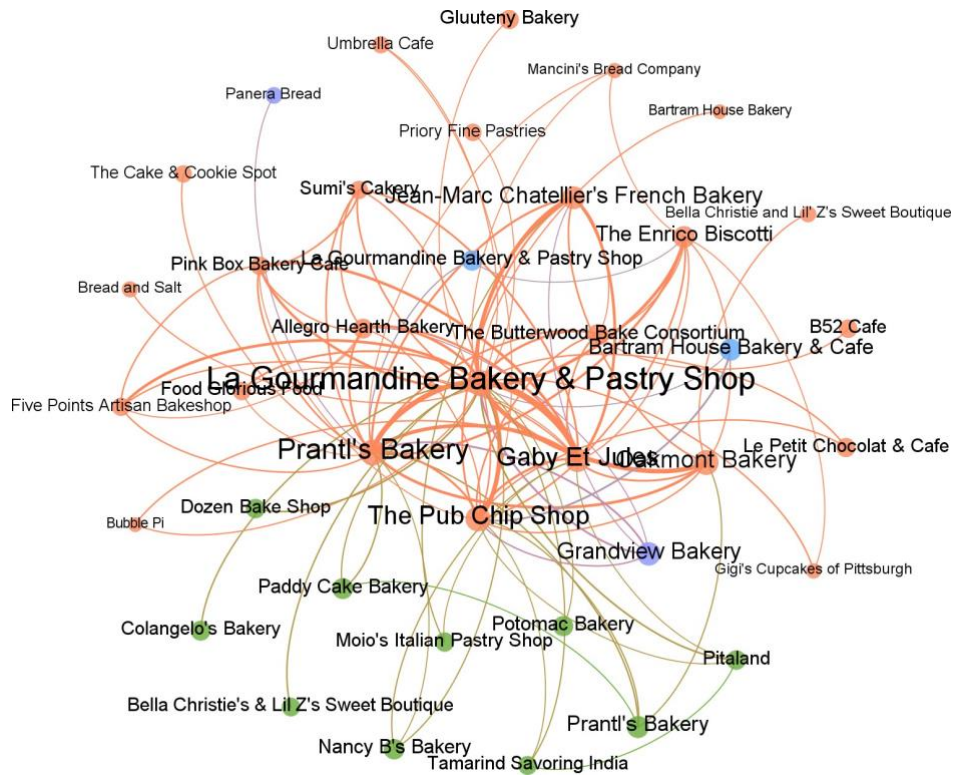 Gluuteny Bakery
Umbrella Cafe
Mancini's Bread Company
Panera Bread
Bartram House Bakery
Priory Fine Pastries
The Cake & Cookie Spot
Sumi's Cakery
Jean-Marc Chatellier's French Bakery
Bella Christie and Lil' Z's Sweet Boutique
The Enrico Biscotti
La Gourmandine Bakery & Pastry Shop
Pink Box Bakery Cafe
Bread and Salt
Allegro Hearth Bakery
The Butterwood Bake Consortium
B52 Cafe
Bartram House Bakery & Cafe
La Gourmandine Bakery & Pastry Shop
Food Glorious Food
Five Points Artisan Bakeshop
Prantl's Bakery
Gaby Et Jules
Oakmont Bakery
Le Petit Chocolat & Cafe
Dozen Bake Shop
The Pub Chip Shop
Bubble Pi
Grandview Bakery
Gigi's Cupcakes of Pittsburgh
Paddy Cake Bakery
Colangelo's Bakery
Potomac Bakery
Moio's Italian Pastry Shop
Pitaland
Bella Christie's & Lil Z's Sweet Boutique
Prantl's Bakery
Nancy B's Bakery
Tamarind Savoring India